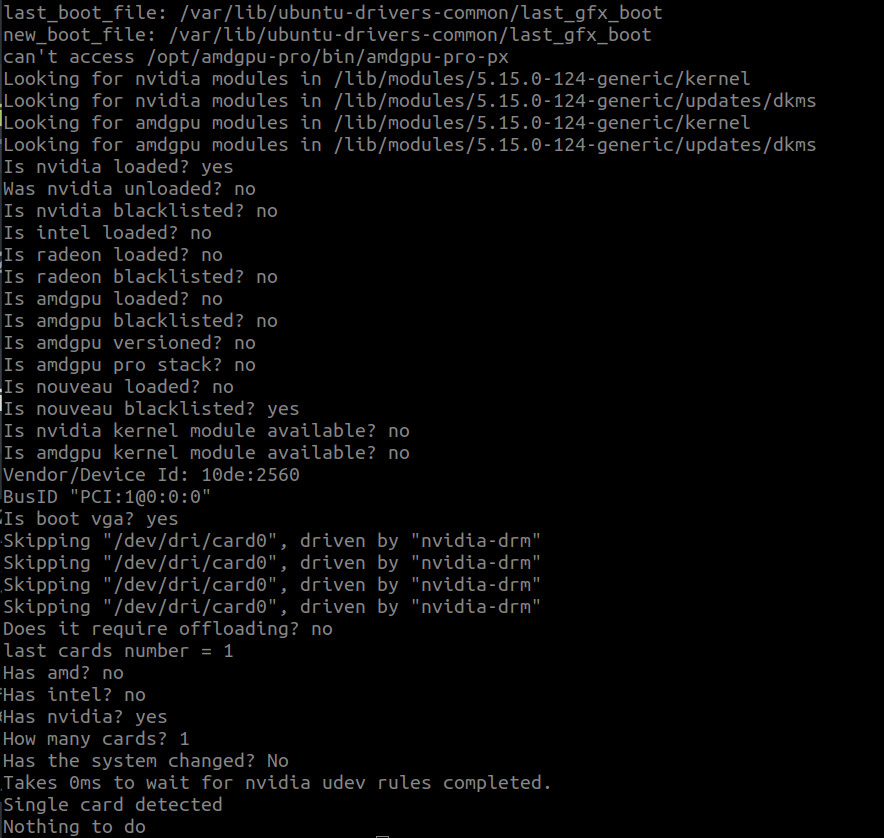 last_boot_file: /var/lib/ubuntu-drivers-common/last_gfx_boot
new_boot_file: /var/lib/ubuntu-drivers-common/last_gfx_boot
can't access /opt/amdgpu-pro/bin/amdgpu-pro-px
Looking for nvidia modules in /lib/modules/5.15.0-124-generic/kernel
Looking for nvidia modules in /lib/modules/5.15.0-124-generic/updates/dkms
Looking for amdgpu modules in /lib/modules/5.15.0-124-generic/kernel
Looking for amdgpu modules in /lib/modules/5.15.0-124-generic/updates/dkms
Is nvidia loaded? yes
Was nvidia unloaded? no
Is nvidia blacklisted? no
Is intel loaded? no
Is radeon loaded? no
Is radeon blacklisted? no
Is amdgpu loaded? no
Is amdgpu blacklisted? no
Is amdgpu versioned? no
Is amdgpu pro stack? no
Is nouveau loaded? no
Is nouveau blacklisted? yes
Is nvidia kernel module available? no
Is amdgpu kernel module available? no
Vendor/Device Id: 10de:2560
BusID "PCI:1@0:0:0"
Is boot vga? yes
Skipping "/dev/dri/card0", driven by "nvidia-drm"
Skipping "/dev/dri/card0", driven by "nvidia-drm"
Skipping "/dev/dri/card0", driven by "nvidia-drm"
Skipping "/dev/dri/card0", driven by "nvidia-drm"
Does it require offloading? no
last cards number = 1
Has amd? no
Has intel? no
Has nvidia? yes
How many cards? 1
Has the system changed? No
Takes 0ms to wait for nvidia udev rules completed.
Single card detected
Nothing to do